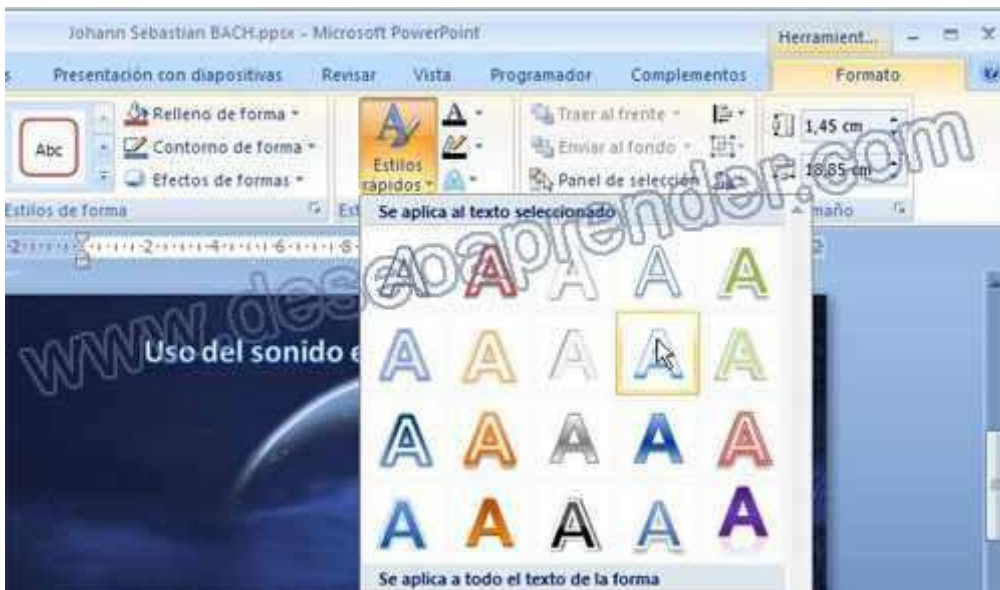 Johann Sebastian BACH.ppsx - Microsoft PowerPoint
Herramient...
s Presentación con diapositivas Revisar Vista Programador Complementos Formato
Abc
Relleno de forma
Contorno de forma
Efectos de formas
Estilos de forma
Estilos rápidos
Est
Traer al frente
Enviar al fondo
Panel de selección
1,45 cm
18,85 cm
maño
Se aplica al texto seleccionado
Uso del sonido e
Se aplica a todo el texto de la forma
www.deseoaprender.com